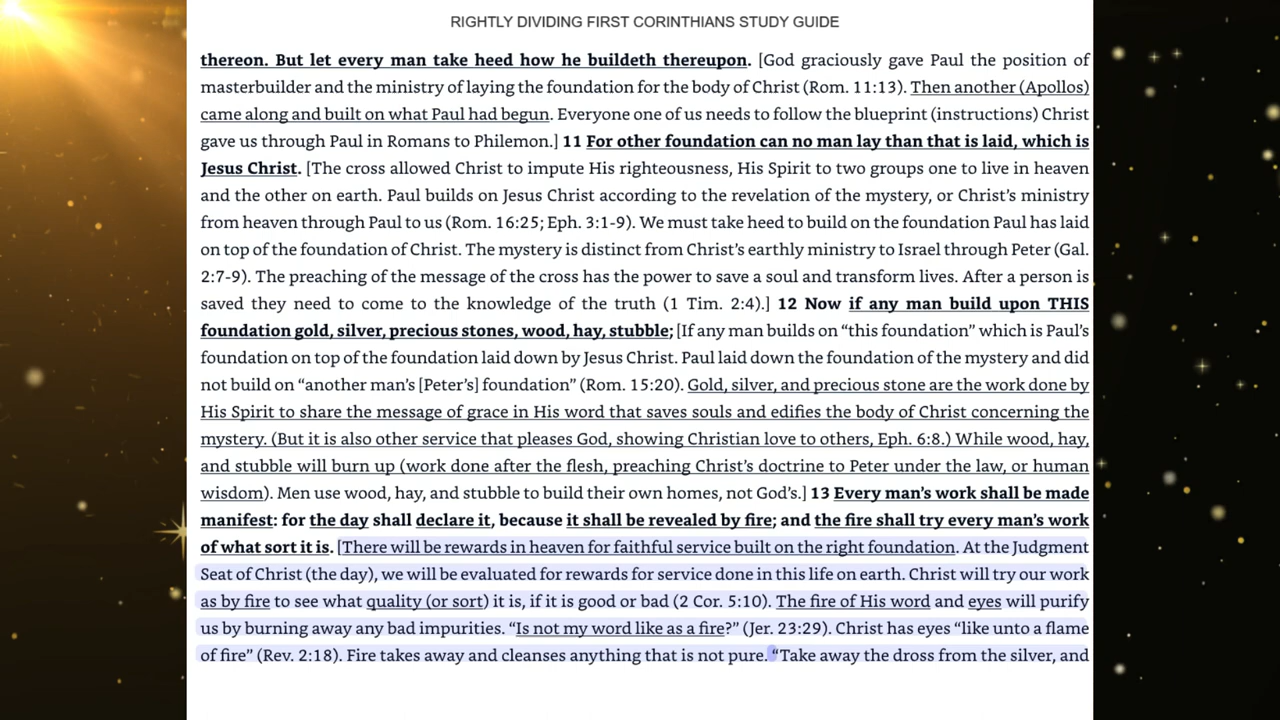 RIGHTLY DIVIDING FIRST CORINTHIANS STUDY GUIDE
thereon. But let every man take heed how he buildeth thereupon. [God graciously gave Paul the position of
masterbuilder and the ministry of laying the foundation for the body of Christ (Rom. 11:13). Then another (Apollos)
came along and built on what Paul had begun. Everyone one of us needs to follow the blueprint (instructions) Christ
gave us through Paul in Romans to Philemon.] 11 For other foundation can no man lay than that is laid, which is
Jesus Christ. [The cross allowed Christ to impute His righteousness, His Spirit to two groups one to live in heaven
and the other on earth. Paul builds on Jesus Christ according to the revelation of the mystery, or Christ's ministry
from heaven through Paul to us (Rom. 16:25; Eph. 3:1-9). We must take heed to build on the foundation Paul has laid
on top of the foundation of Christ. The mystery is distinct from Christ's earthly ministry to Israel through Peter (Gal.
2:7-9). The preaching of the message of the cross has the power to save a soul and transform lives. After a person is
saved they need to come to the knowledge of the truth (1 Tim. 2:4).] 12 Now if any man build upon THIS
foundation gold, silver, precious stones, wood, hay, stubble; [If any man builds on “this foundation” which is Paul's
foundation on top of the foundation laid down by Jesus Christ. Paul laid down the foundation of the mystery and did
not build on “another man's [Peter's] foundation” (Rom. 15:20). Gold, silver, and precious stone are the work done by
His Spirit to share the message of grace in His word that saves souls and edifies the body of Christ concerning the
mystery. (But it is also other service that pleases God, showing Christian love to others, Eph. 6:8.) While wood, hay,
and stubble will burn up (work done after the flesh, preaching Christ's doctrine to Peter under the law, or human
wisdom). Men use wood, hay, and stubble to build their own homes, not God's.] 13 Every man's work shall be made
manifest: for the day shall declare it, because it shall be revealed by fire; and the fire shall try every man's work
of what sort it is. [There will be rewards in heaven for faithful service built on the right foundation. At the Judgment
Seat of Christ (the day), we will be evaluated for rewards for service done in this life on earth. Christ will try our work
as by fire to see what quality (or sort) it is, if it is good or bad (2 Cor. 5:10). The fire of His word and eyes will purify
us by burning away any bad impurities. “Is not my word like as a fire?” (Jer. 23:29). Christ has eyes “like unto a flame
of fire” (Rev. 2:18). Fire takes away and cleanses anything that is not pure. “Take away the dross from the silver, and